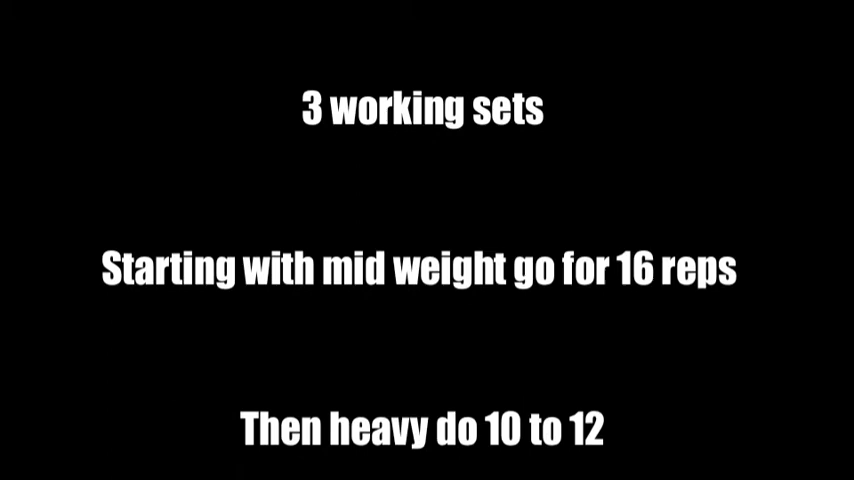 3 working sets
Starting with mid weight go for 16 reps
Then heavy do 10 to 12